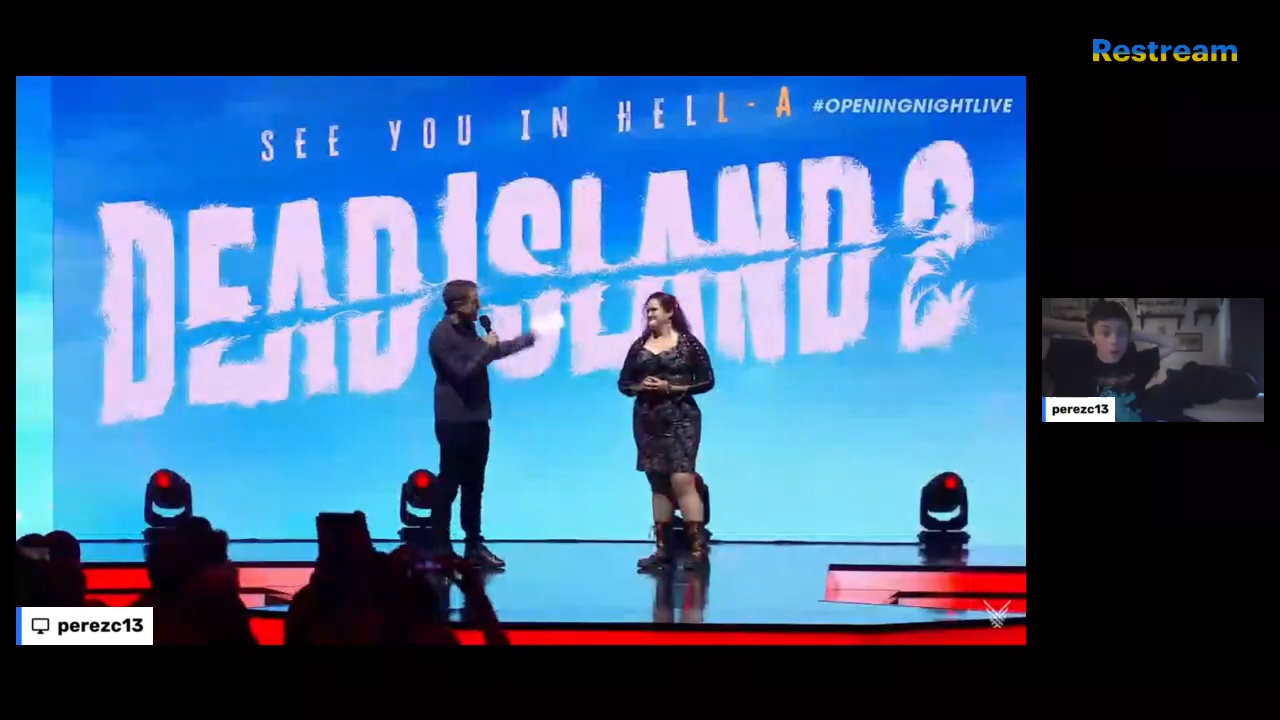 Restream
SEE YOU IN HELL-A
#OPENINGNIGHTLIVE
DEAD ISLAND 2
perezc13
perezc13